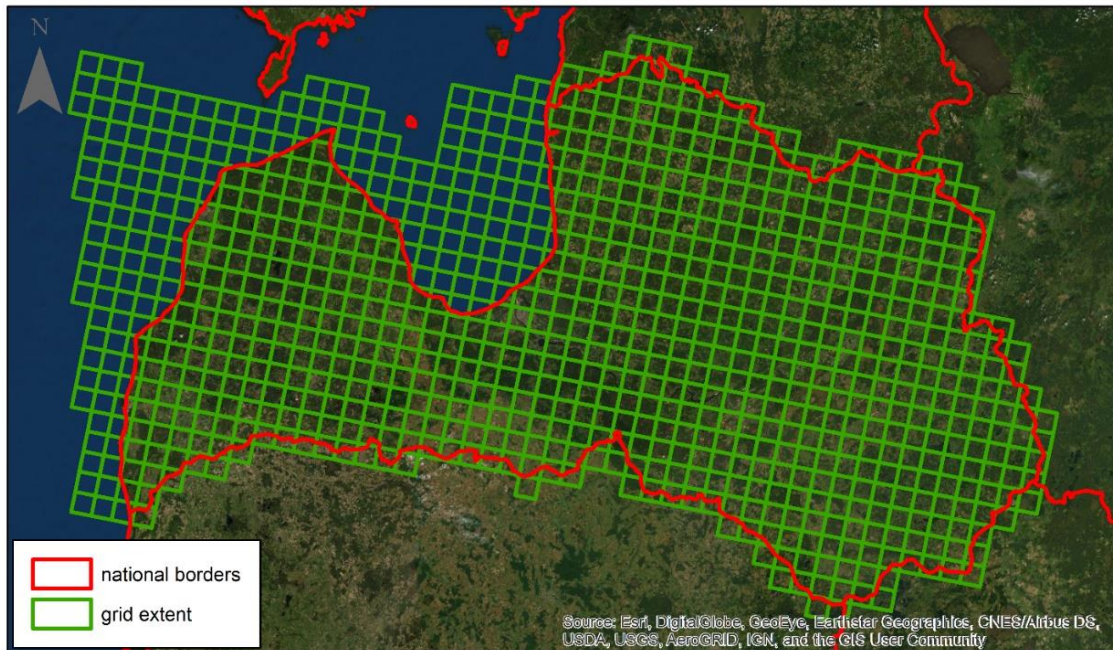 N
national borders
grid extent
Source: Esri, DigitalGlobe, GeoEye, Earthstar Geographics, CNES/Airbus DS,
USDA, USGS, AeroGRID, IGN, and the GIS User Community